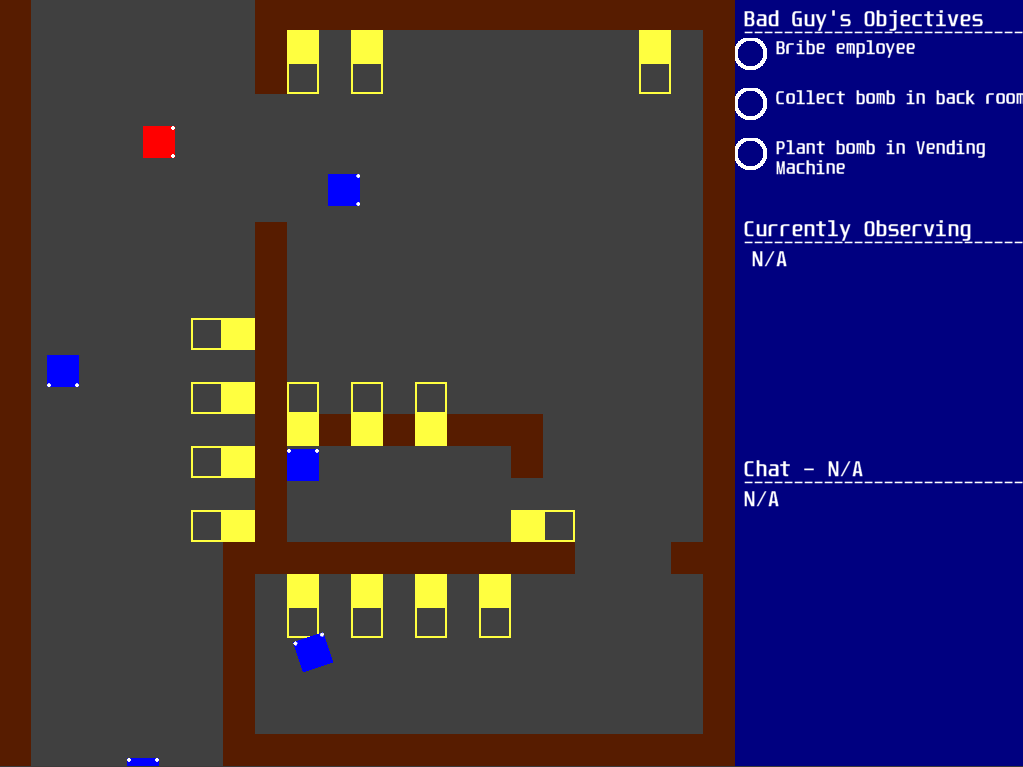 Bad Guy's Objectives
Bribe employee
Collect bomb in back room
Plant bomb in Vending
Machine
Currently Observing
N/A
Chat - N/A
N/A